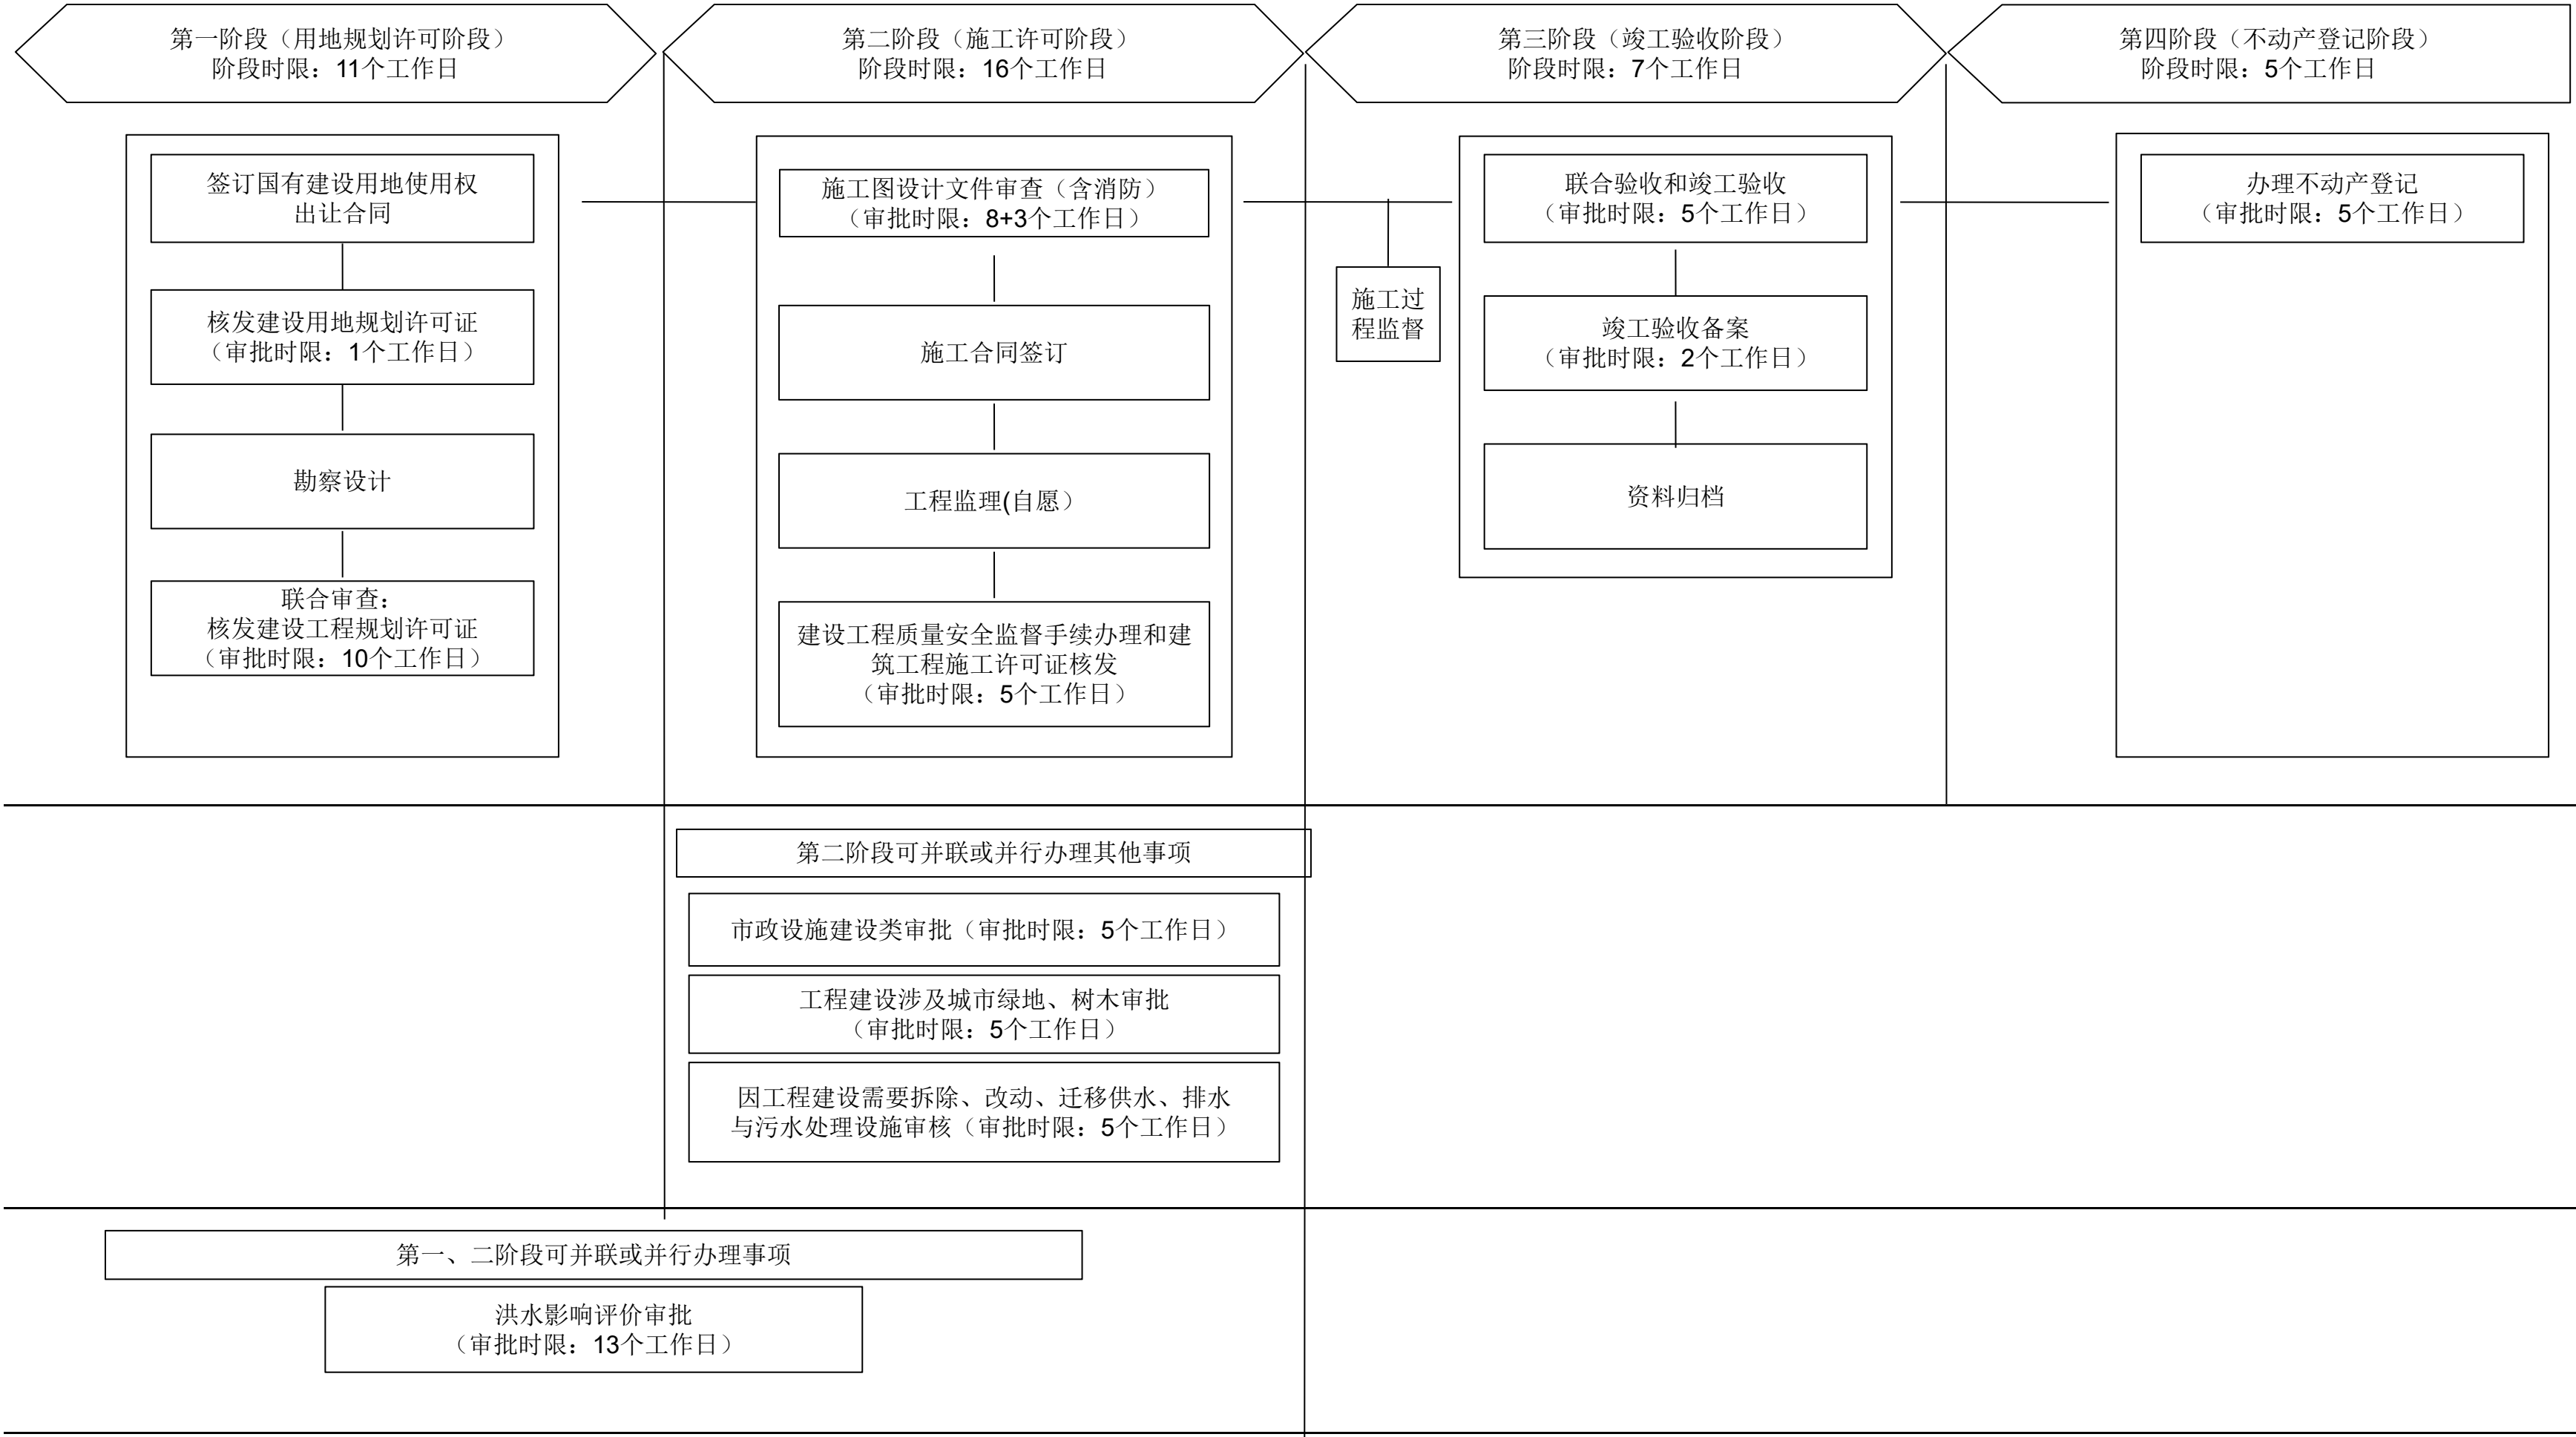 第一阶段（用地规划许可阶段）
阶段时限：11个工作日
第二阶段（施工许可阶段）
阶段时限：16个工作日
第三阶段（竣工验收阶段）
阶段时限：7个工作日
第四阶段（不动产登记阶段）
阶段时限：5个工作日
签订国有建设用地使用权
出让合同
核发建设用地规划许可证
（审批时限：1个工作日）
勘察设计
联合审查：
核发建设工程规划许可证
（审批时限：10个工作日）
施工图设计文件审查（含消防）
（审批时限：8+3个工作日）
施工合同签订
工程监理(自愿）
建设工程质量安全监督手续办理和建
筑工程施工许可证核发
（审批时限：5个工作日）
施工过
程监督
联合验收和竣工验收
（审批时限：5个工作日）
竣工验收备案
（审批时限：2个工作日）
资料归档
办理不动产登记
（审批时限：5个工作日）
第二阶段可并联或并行办理其他事项
市政设施建设类审批（审批时限：5个工作日）
工程建设涉及城市绿地、树木审批
（审批时限：5个工作日）
因工程建设需要拆除、改动、迁移供水、排水
与污水处理设施审核（审批时限：5个工作日）
第一、二阶段可并联或并行办理事项
洪水影响评价审批
（审批时限：13个工作日）